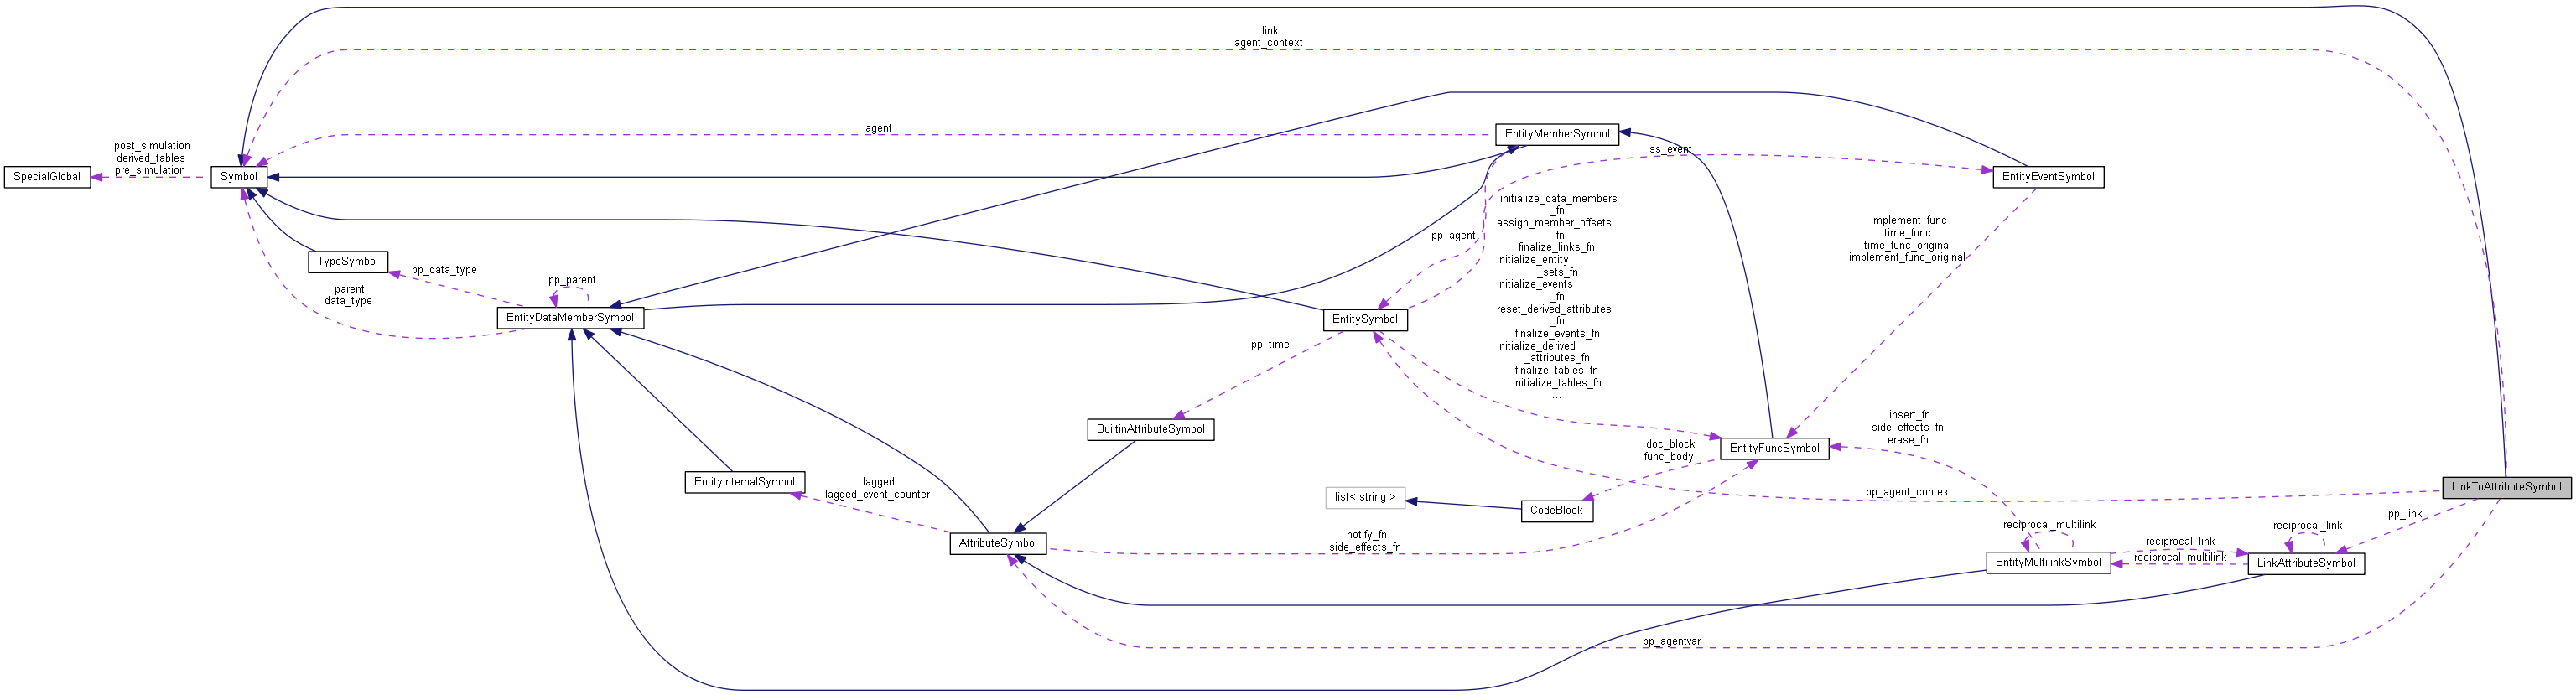 link
agent_context
agent
EntityMemberSymbol
post_simulation
derived_tables
pre_simulation
ss_event
SpecialGlobal
Symbol
EntityEventSymbol
initialize_data_members
_fn
assign_member_offsets
_fn
finalize_links_fn
initialize_entity
_sets_fn
initialize_events
_fn
reset_derived_attributes
_fn
finalize_events_fn
initialize_derived
_attributes_fn
finalize_tables_fn
initialize_tables_fn
...
implement_func
time_func
time_func_original
implement_func_original
pp_agent
TypeSymbol
pp_data_type
pp_parent
parent
data_type
EntityDataMemberSymbol
EntitySymbol
pp_time
BuiltinAttributeSymbol
insert_fn
side_effects_fn
erase_fn
doc_block
func_body
EntityFuncSymbol
EntityInternalSymbol
lagged
lagged_event_counter
list< string >
CodeBlock
pp_agent_context
LinkToAttributeSymbol
pp_link
AttributeSymbol
notify_fn
side_effects_fn
reciprocal_multilink
reciprocal_link
reciprocal_link
reciprocal_multilink
EntityMultilinkSymbol
LinkAttributeSymbol
pp_agentvar